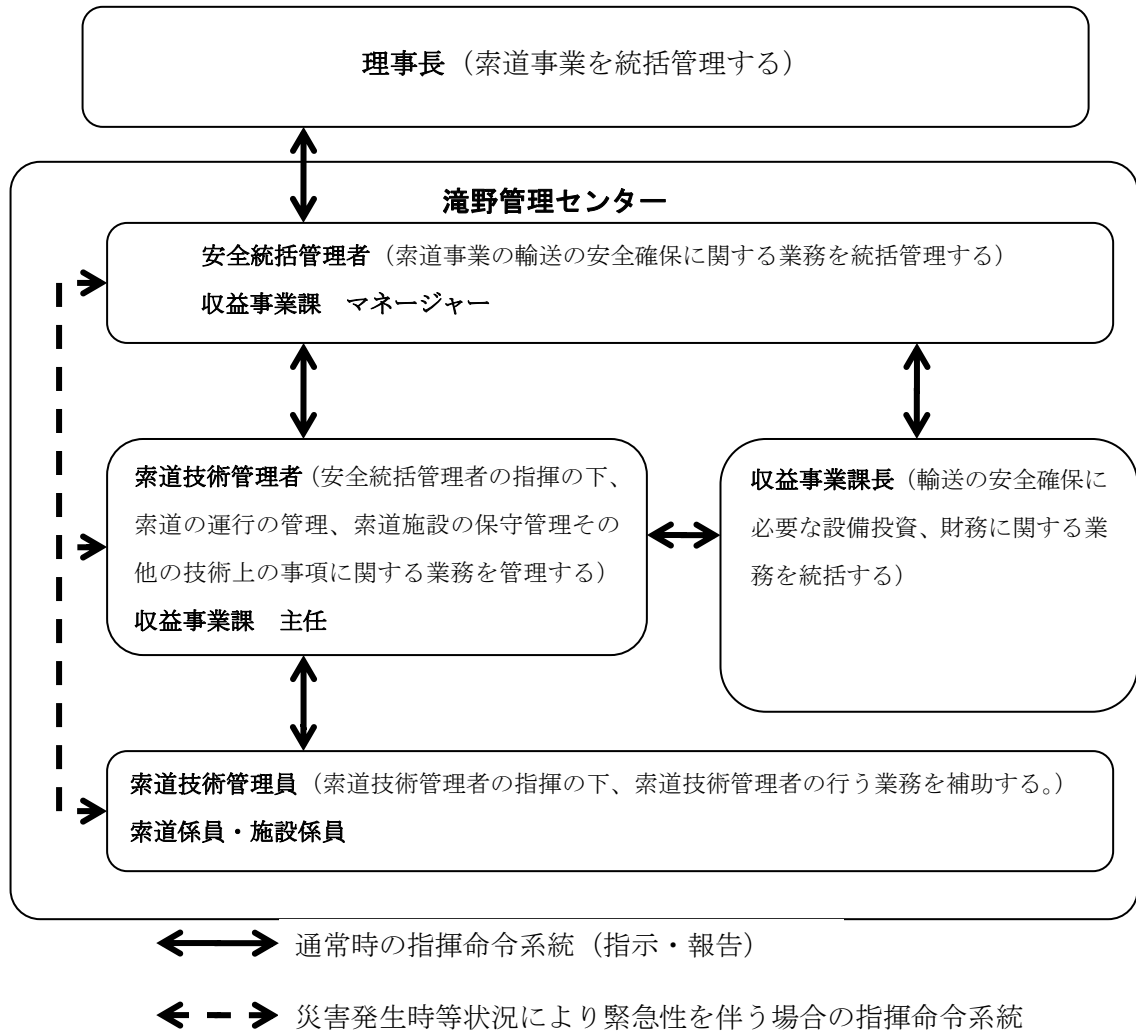 理事長（索道事業を統括管理する）
滝野管理センター
安全統括管理者（索道事業の輸送の安全確保に関する業務を統括管理する）
収益事業課　マネージャー
索道技術管理者（安全統括管理者の指揮の下、
索道の運行の管理、索道施設の保守管理その
他の技術上の事項に関する業務を管理する）
収益事業課　主任
収益事業課長（輸送の安全確保に
必要な設備投資、財務に関する業
務を統括する）
索道技術管理員（索道技術管理者の指揮の下、索道技術管理者の行う業務を補助する。）
索道係員・施設係員
通常時の指揮命令系統（指示・報告）
災害発生時等状況により緊急性を伴う場合の指揮命令系統